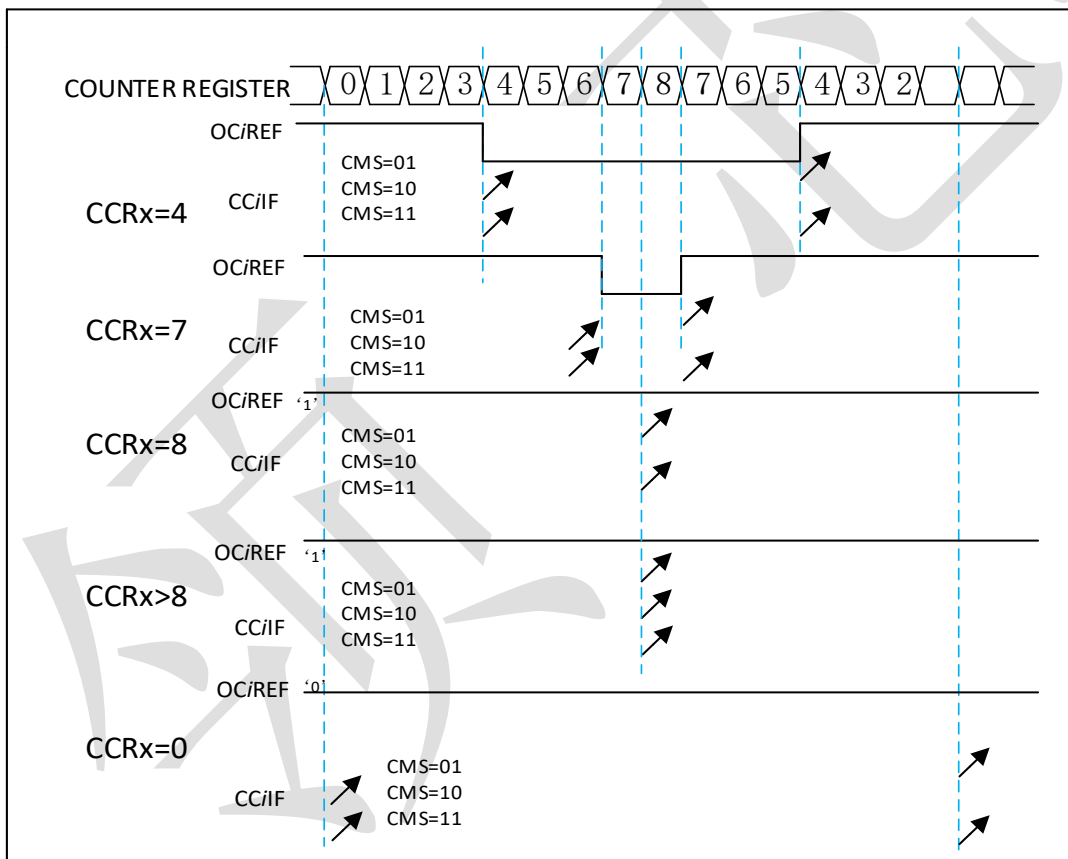 COUNTER REGISTER 0 1 2 3 4 5 6 7 8 7 6 5 4 3 2
OCiREF
CMS=01
CCRx=4 CCiIF CMS=10
CMS=11
OCiREF
CMS=01
CCRx=7 CCiIF CMS=10
CMS=11
OCiREF ‘1’
CMS=01
CCRx=8 CCiIF CMS=10
CMS=11
OCiREF ‘1’
CCRx>8 CMS=01
CMS=10
CCiIF CMS=11
OCiREF ‘0’
CCRx=0
CMS=01
CCiIF CMS=10
CMS=11